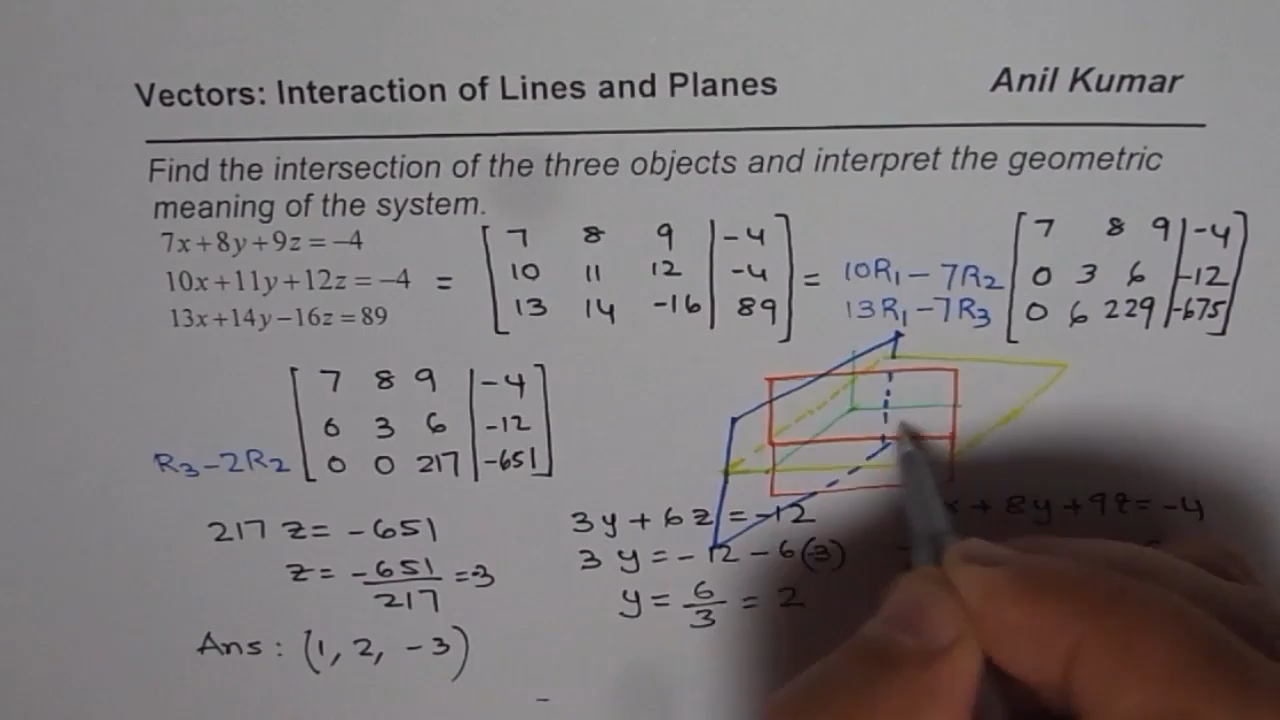 Vectors: Interaction of Lines and Planes
Anil Kumar
Find the intersection of the three objects and interpret the geometric
meaning of the system.
7x+8y+9z=−4
10x+11y+12z=−4
13x+14y−16z=89
=
7 8 9 | −4
10 11 12 | −4
13 14 −16 | 89
=
10R₁ − 7R₂
13R₁ − 7R₃
7 8 9 | −4
0 3 6 | −12
0 6 229 | −675
R₃−2R₂
7 8 9 | −4
6 3 6 | −12
0 0 217 | −651
217 z = −651
z = −651/217 = −3
Ans: (1, 2, −3)
3y + 6z = −12
3y = −12 − 6(−3)
y = 6/3 = 2
+ 8y + 9z = −4